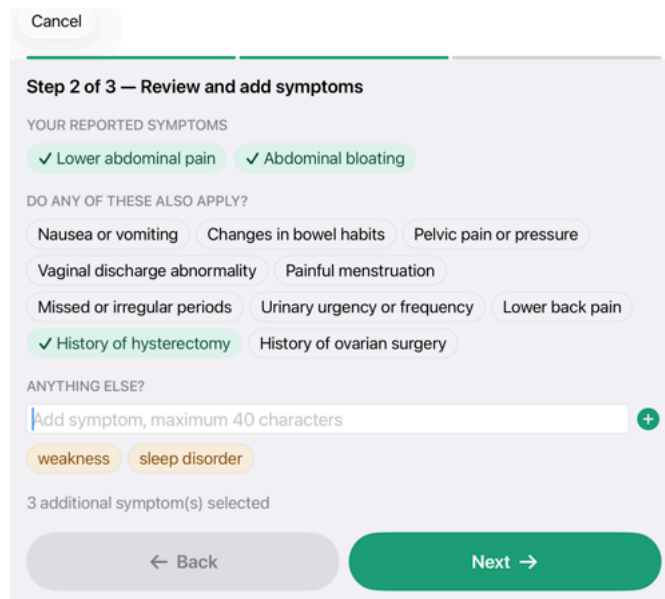 Cancel
Step 2 of 3 — Review and add symptoms
YOUR REPORTED SYMPTOMS
✓ Lower abdominal pain ✓ Abdominal bloating
DO ANY OF THESE ALSO APPLY?
Nausea or vomiting Changes in bowel habits Pelvic pain or pressure
Vaginal discharge abnormality Painful menstruation
Missed or irregular periods Urinary urgency or frequency Lower back pain
✓ History of hysterectomy History of ovarian surgery
ANYTHING ELSE?
Add symptom, maximum 40 characters +
weakness sleep disorder
3 additional symptom(s) selected
← Back Next →